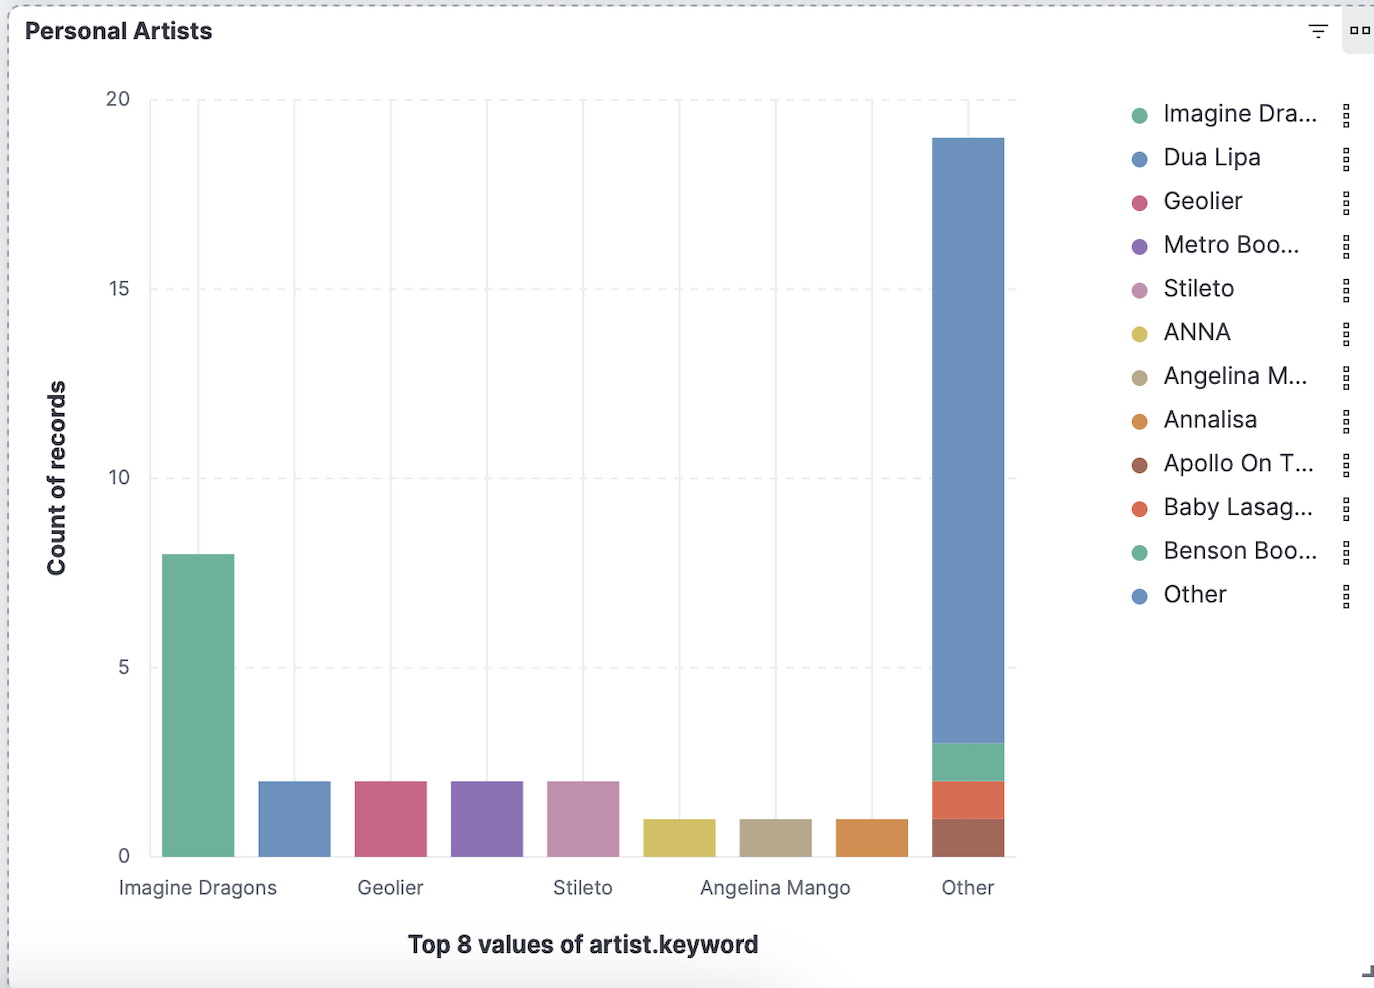 Personal Artists
20
15
10
5
0
Count of records
Imagine Dragons
Geolier
Stileto
Angelina Mango
Other
Top 8 values of artist.keyword
Imagine Dra...
Dua Lipa
Geolier
Metro Boo...
Stileto
ANNA
Angelina M...
Annalisa
Apollo On T...
Baby Lasag...
Benson Boo...
Other